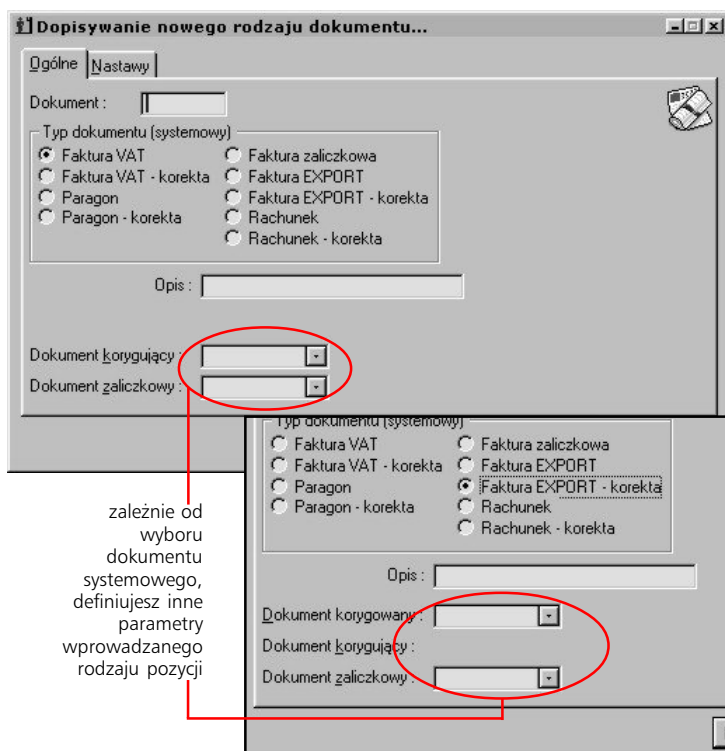 Dopisywanie nowego rodzaju dokumentu...
Ogólne Nastawy
Dokument :
Typ dokumentu (systemowy)
Faktura VAT Faktura zaliczkowa
Faktura VAT - korekta Faktura EXPORT
Paragon Faktura EXPORT - korekta
Paragon - korekta Rachunek
Rachunek - korekta
Opis :
Dokument korygujący :
Dokument zaliczkowy :
Typ dokumentu (systemowy)
Faktura VAT Faktura zaliczkowa
Faktura VAT - korekta Faktura EXPORT
Paragon Faktura EXPORT - korekta
Paragon - korekta Rachunek
Rachunek - korekta
Opis :
Dokument korygowany :
Dokument korygujący :
Dokument zaliczkowy :
zależnie od
wyboru
dokumentu
systemowego,
definiujesz inne
parametry
wprowadzanego
rodzaju pozycji